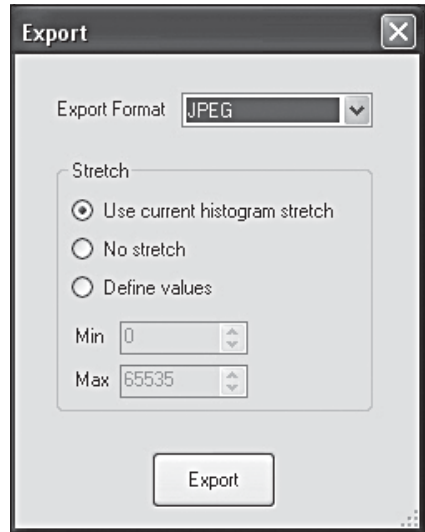 Export
Export Format JPEG
Stretch
Use current histogram stretch
No stretch
Define values
Min 0
Max 65535
Export